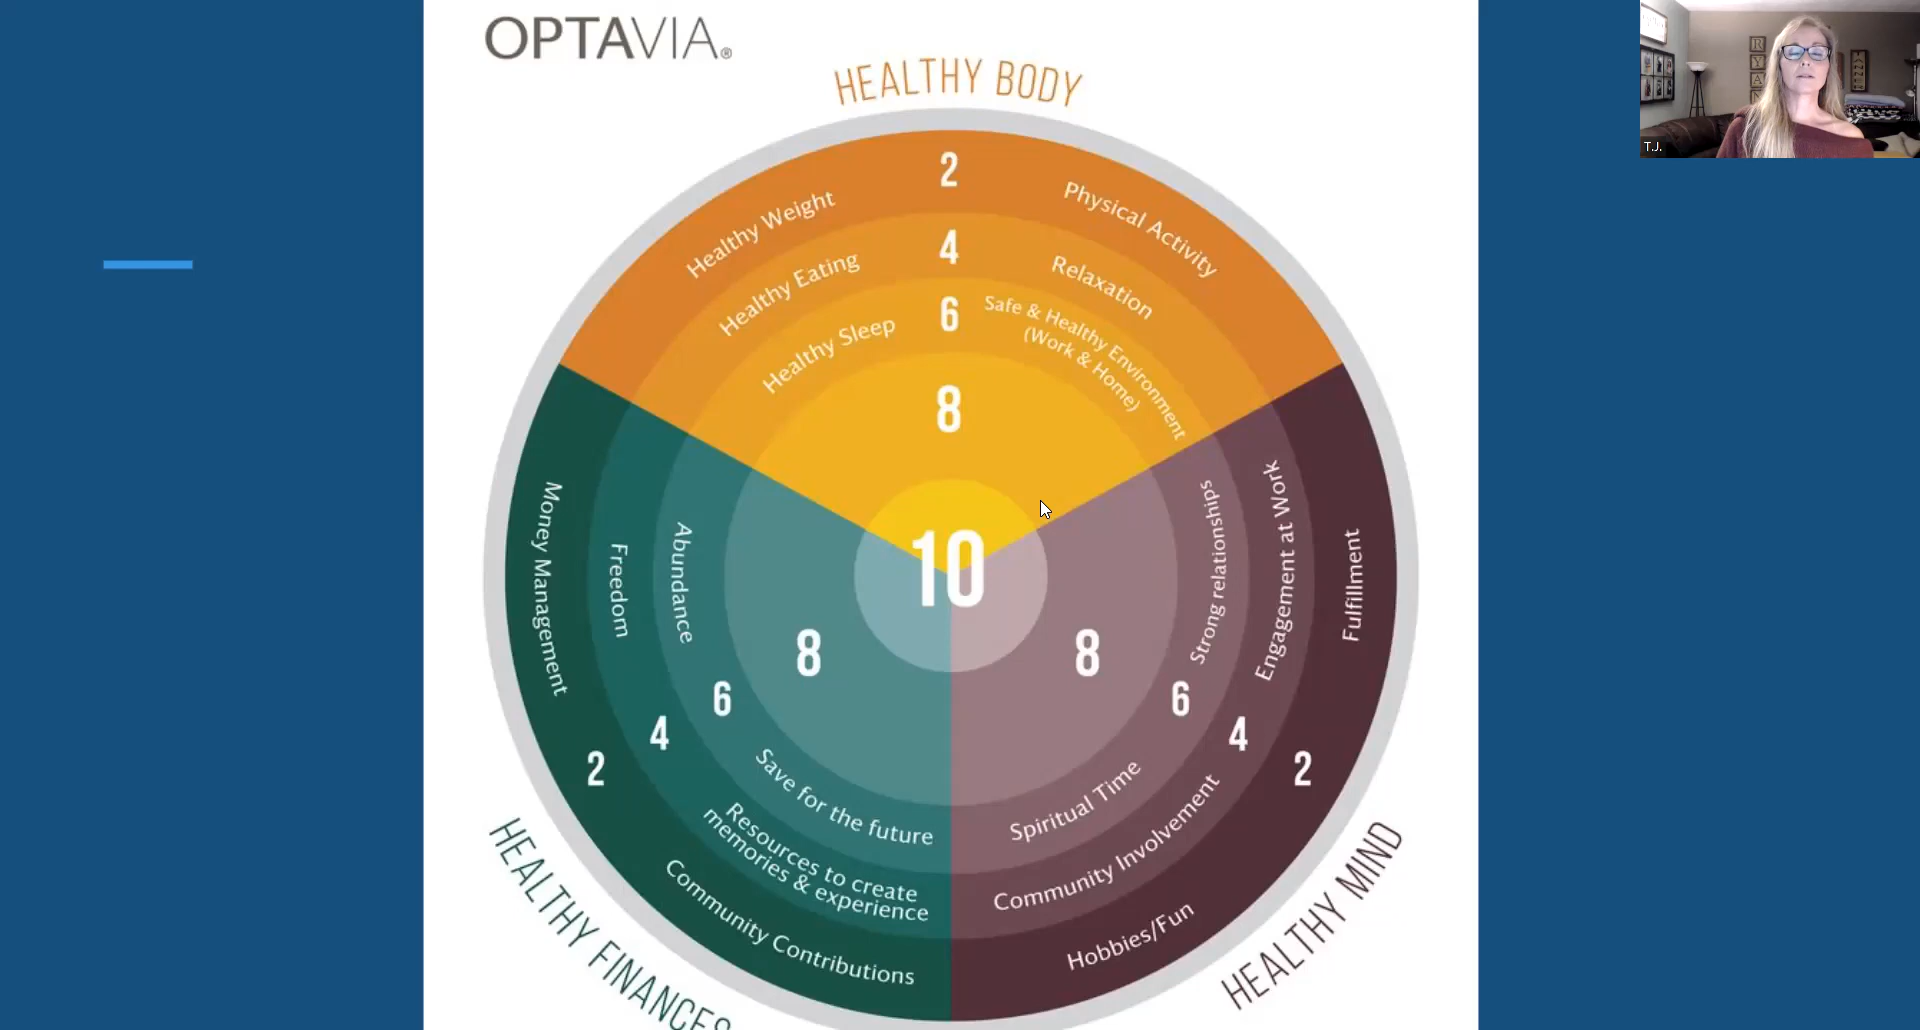 OPTAVIA®
HEALTHY BODY
2
Healthy Weight
Physical Activity
4
Healthy Eating
Relaxation
6
Healthy Sleep
Safe & Healthy Environment
(Work & Home)
8
10
Money Management
Freedom
Abundance
8
6
4
2
Save for the future
Resources to create
memories & experience
Community Contributions
HEALTHY FINANCES
Strong relationships
Engagement at Work
Fulfillment
8
6
4
2
Spiritual Time
Community Involvement
Hobbies/Fun
HEALTHY MIND
T.J.